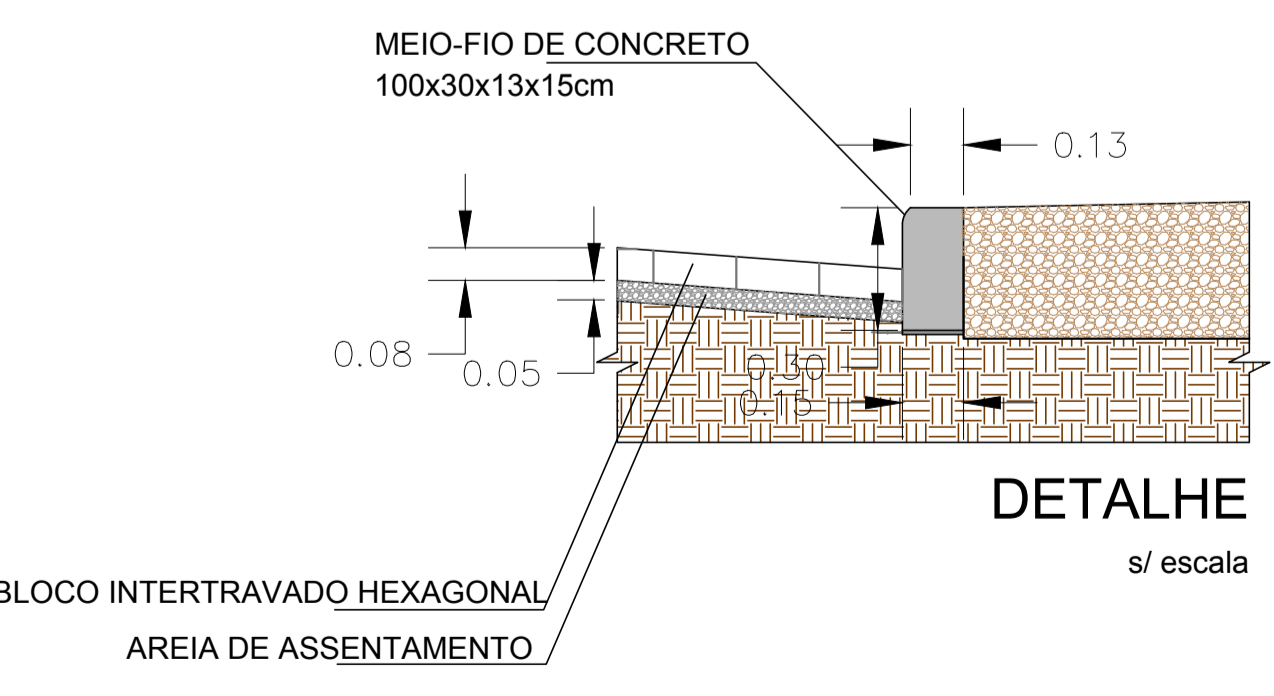 MEIO-FIO DE CONCRETO
100x30x13x15cm
0.13
0.08
0.05
0.30
0.15
DETALHE
s/ escala
BLOCO INTERTRAVADO HEXAGONAL
AREIA DE ASSENTAMENTO